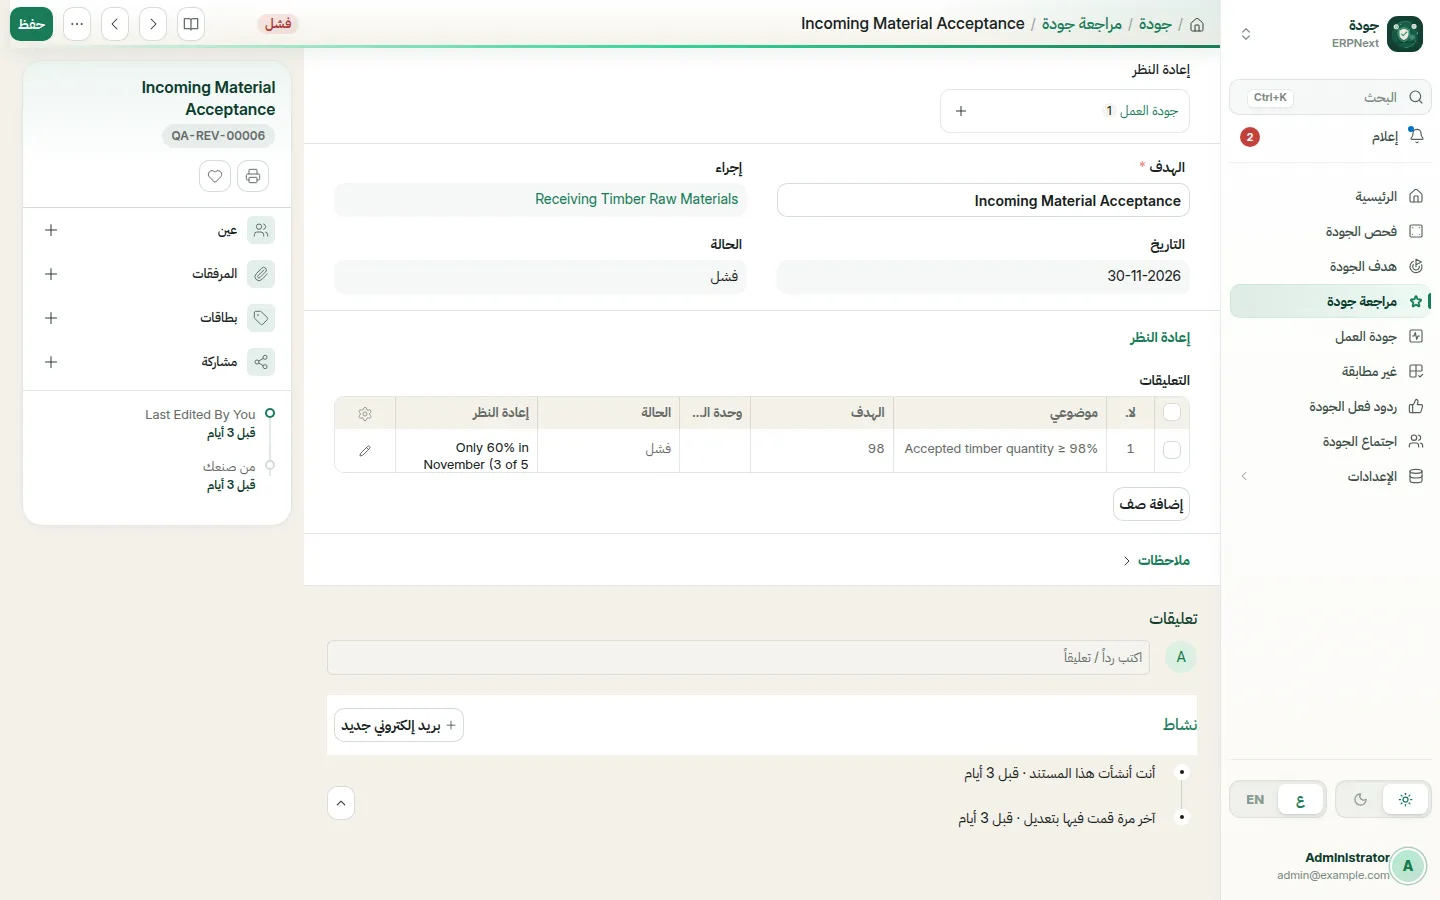 جودة
ERPNext
البحث
Ctrl+K
إعلام
2
الرئيسية
فحص الجودة
هدف الجودة
مراجعة جودة
جودة العمل
غير مطابقة
ردود فعل الجودة
اجتماع الجودة
الإعدادات
ع
EN
Administrator
admin@example.com
A
جودة / مراجعة جودة / Incoming Material Acceptance
فشل
حفظ
إعادة النظر
جودة العمل 1
الهدف *
Incoming Material Acceptance
إجراء
Receiving Timber Raw Materials
التاريخ
30-11-2026
الحالة
فشل
إعادة النظر
التعليقات
لا. موضوعي الهدف وحدة الـ... الحالة إعادة النظر
1 Accepted timber quantity ≥ 98% 98 فشل Only 60% in
November (3 of 5
إضافة صف
ملاحظات
تعليقات
A
اكتب رداً / تعليقاً
نشاط
بريد إلكتروني جديد
أنت أنشأت هذا المستند · قبل 3 أيام
آخر مرة قمت فيها بتعديل · قبل 3 أيام
Incoming Material
Acceptance
QA-REV-00006
عين
المرفقات
بطاقات
مشاركة
Last Edited By You
قبل 3 أيام
من صنعك
قبل 3 أيام